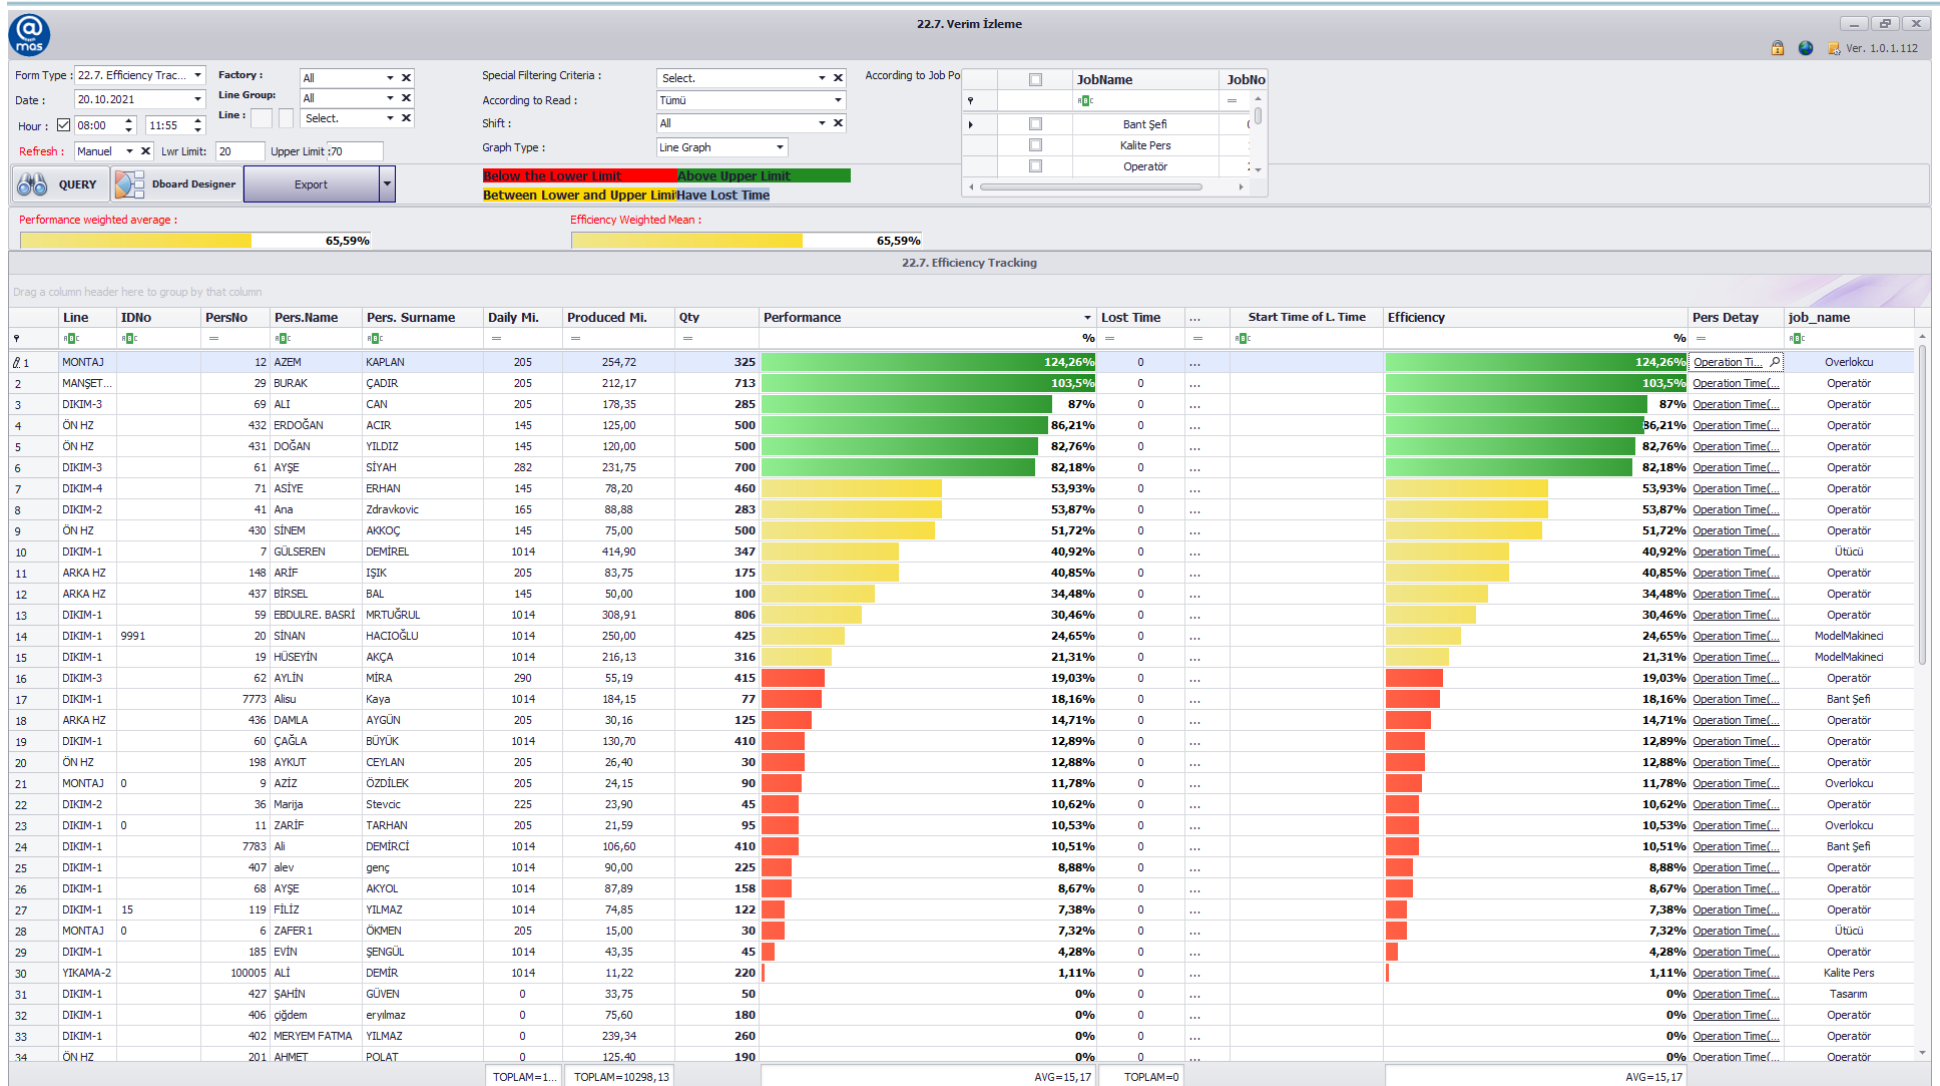 @
mas
22.7. Verim İzleme
Ver. 1.0.1.112
Form Type : 22.7. Efficiency Trac... Factory : All Special Filtering Criteria : Select. According to Job Po JobName JobNo
Date : 20.10.2021 Line Group: All According to Read : Tümü
Hour : 08:00 11:55 Line : Select. Shift : All Bant Şefi
Refresh : Manuel Lwr Limit: 20 Upper Limit :70 Graph Type : Line Graph Kalite Pers
Operatör
QUERY Dboard Designer Export
Below the Lower Limit Above Upper Limit
Between Lower and Upper Limi Have Lost Time
Performance weighted average : Efficiency Weighted Mean :
65,59% 65,59%
22.7. Efficiency Tracking
Drag a column header here to group by that column
Line IDNo PersNo Pers.Name Pers. Surname Daily Mi. Produced Mi. Qty Performance Lost Time ... Start Time of L. Time Efficiency Pers Detay job_name
= = = % = = % =
1 MONTAJ 12 AZEM KAPLAN 205 254,72 325 124,26% 0 ... 124,26% Operation Ti... Overlokcu
2 MANŞET... 29 BURAK ÇADIR 205 212,17 713 103,5% 0 ... 103,5% Operation Time(... Operatör
3 DIKIM-3 69 ALI CAN 205 178,35 285 87% 0 ... 87% Operation Time(... Operatör
4 ÖN HZ 432 ERDOĞAN ACIR 145 125,00 500 86,21% 0 ... 86,21% Operation Time(... Operatör
5 ÖN HZ 431 DOĞAN YILDIZ 145 120,00 500 82,76% 0 ... 82,76% Operation Time(... Operatör
6 DIKIM-3 61 AYŞE SİYAH 282 231,75 700 82,18% 0 ... 82,18% Operation Time(... Operatör
7 DIKIM-4 71 ASİYE ERHAN 145 78,20 460 53,93% 0 ... 53,93% Operation Time(... Operatör
8 DIKIM-2 41 Ana Zdravkovic 165 88,88 283 53,87% 0 ... 53,87% Operation Time(... Operatör
9 ÖN HZ 430 SİNEM AKKOÇ 145 75,00 500 51,72% 0 ... 51,72% Operation Time(... Operatör
10 DIKIM-1 7 GÜLSEREN DEMİREL 1014 414,90 347 40,92% 0 ... 40,92% Operation Time(... Ütücü
11 ARKA HZ 148 ARİF IŞIK 205 83,75 175 40,85% 0 ... 40,85% Operation Time(... Operatör
12 ARKA HZ 437 BİRSEL BAL 145 50,00 100 34,48% 0 ... 34,48% Operation Time(... Operatör
13 DIKIM-1 59 EBDULRE. BASRİ MRTUĞRUL 1014 308,91 806 30,46% 0 ... 30,46% Operation Time(... Operatör
14 DIKIM-1 9991 20 SİNAN HACIOĞLU 1014 250,00 425 24,65% 0 ... 24,65% Operation Time(... ModelMakineci
15 DIKIM-1 19 HÜSEYİN AKÇA 1014 216,13 316 21,31% 0 ... 21,31% Operation Time(... ModelMakineci
16 DIKIM-3 62 AYLİN MİRA 290 55,19 415 19,03% 0 ... 19,03% Operation Time(... Operatör
17 DIKIM-1 7773 Alisu Kaya 1014 184,15 77 18,16% 0 ... 18,16% Operation Time(... Bant Şefi
18 ARKA HZ 436 DAMLA AYGÜN 205 30,16 125 14,71% 0 ... 14,71% Operation Time(... Operatör
19 DIKIM-1 60 ÇAĞLA BÜYÜK 1014 130,70 410 12,89% 0 ... 12,89% Operation Time(... Operatör
20 ÖN HZ 198 AYKUT CEYLAN 205 26,40 30 12,88% 0 ... 12,88% Operation Time(... Operatör
21 MONTAJ 0 9 AZİZ ÖZDİLEK 205 24,15 90 11,78% 0 ... 11,78% Operation Time(... Overlokcu
22 DIKIM-2 36 Marija Stevcic 225 23,90 45 10,62% 0 ... 10,62% Operation Time(... Operatör
23 DIKIM-1 0 11 ZARİF TARHAN 205 21,59 95 10,53% 0 ... 10,53% Operation Time(... Overlokcu
24 DIKIM-1 7783 Ali DEMİRCİ 1014 106,60 410 10,51% 0 ... 10,51% Operation Time(... Bant Şefi
25 DIKIM-1 407 alev genç 1014 90,00 225 8,88% 0 ... 8,88% Operation Time(... Operatör
26 DIKIM-1 68 AYŞE AKYOL 1014 87,89 158 8,67% 0 ... 8,67% Operation Time(... Operatör
27 DIKIM-1 15 119 FİLİZ YILMAZ 1014 74,85 122 7,38% 0 ... 7,38% Operation Time(... Operatör
28 MONTAJ 0 6 ZAFER1 ÖKMEN 205 15,00 30 7,32% 0 ... 7,32% Operation Time(... Ütücü
29 DIKIM-1 185 EVİN ŞENGÜL 1014 43,35 45 4,28% 0 ... 4,28% Operation Time(... Operatör
30 YIKAMA-2 100005 ALİ DEMİR 1014 11,22 220 1,11% 0 ... 1,11% Operation Time(... Kalite Pers
31 DIKIM-1 427 ŞAHİN GÜVEN 0 33,75 50 0% 0 ... 0% Operation Time(... Tasarım
32 DIKIM-1 406 çiğdem eryılmaz 0 75,60 180 0% 0 ... 0% Operation Time(... Operatör
33 DIKIM-1 402 MERYEM FATMA YILMAZ 0 239,34 260 0% 0 ... 0% Operation Time(... Operatör
34 ÖN HZ 201 AHMET POLAT 0 125,40 190 0% 0 ... 0% Operation Time(... Operatör
TOPLAM=1... TOPLAM=10298,13 AVG=15,17 TOPLAM=0 AVG=15,17